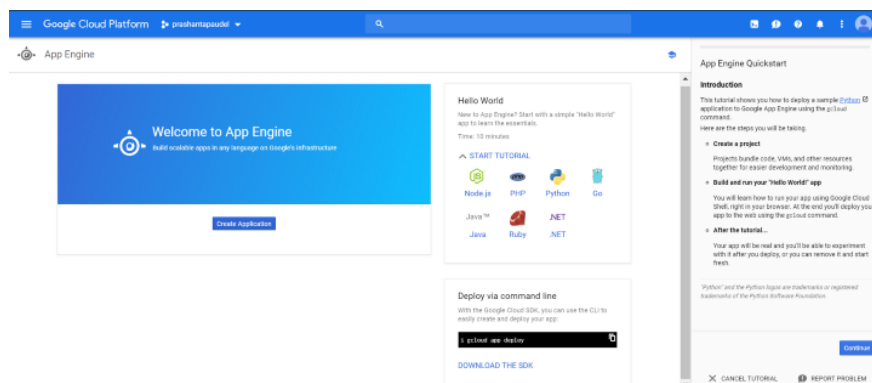 Google Cloud Platform prashantapaudel
App Engine
Welcome to App Engine
Build scalable apps in any language on Google's infrastructure
Create Application
Hello World
New to App Engine? Start with a simple "Hello World"
app to learn the essentials.
Time: 10 minutes
START TUTORIAL
Node.js PHP Python Go
Java™ .NET
Java Ruby .NET
Deploy via command line
With the Google Cloud SDK, you can use the CLI to
easily create and deploy your app:
$ gcloud app deploy
DOWNLOAD THE SDK
App Engine Quickstart
Introduction
This tutorial shows you how to deploy a sample Python
application to Google App Engine using the gcloud
command.
Here are the steps you will be taking.
Create a project
Projects bundle code, VMs, and other resources
together for easier development and monitoring.
Build and run your "Hello World!" app
You will learn how to run your app using Google Cloud
Shell, right in your browser. At the end you'll deploy you
app to the web using the gcloud command.
After the tutorial...
Your app will be real and you'll be able to experiment
with it after you deploy, or you can remove it and start
fresh.
"Python" and the Python logos are trademarks or registered
trademarks of the Python Software Foundation.
Continue
CANCEL TUTORIAL REPORT PROBLEM